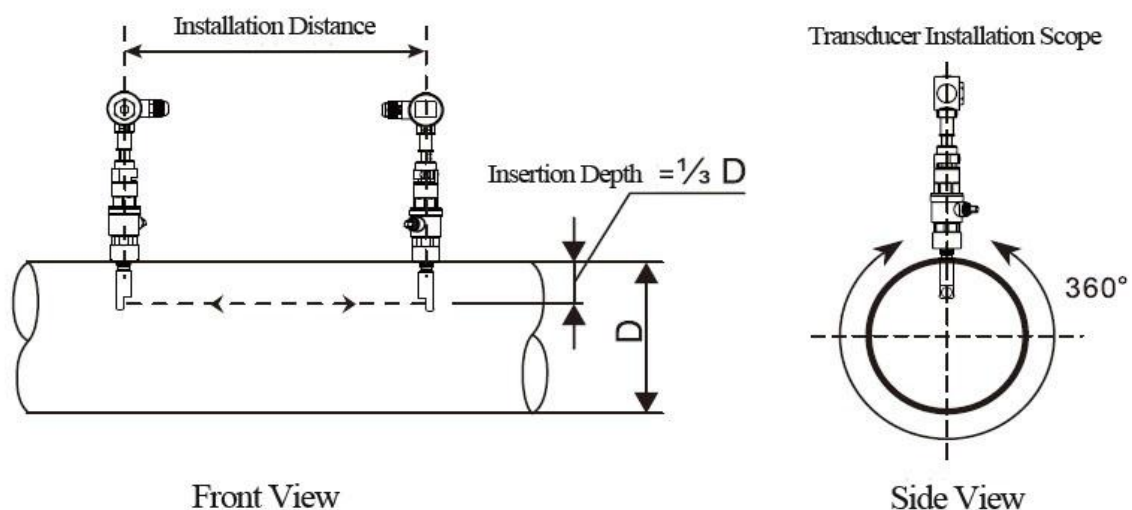 Installation Distance
Transducer Installation Scope
Insertion Depth =⅓ D
D
360°
Front View
Side View